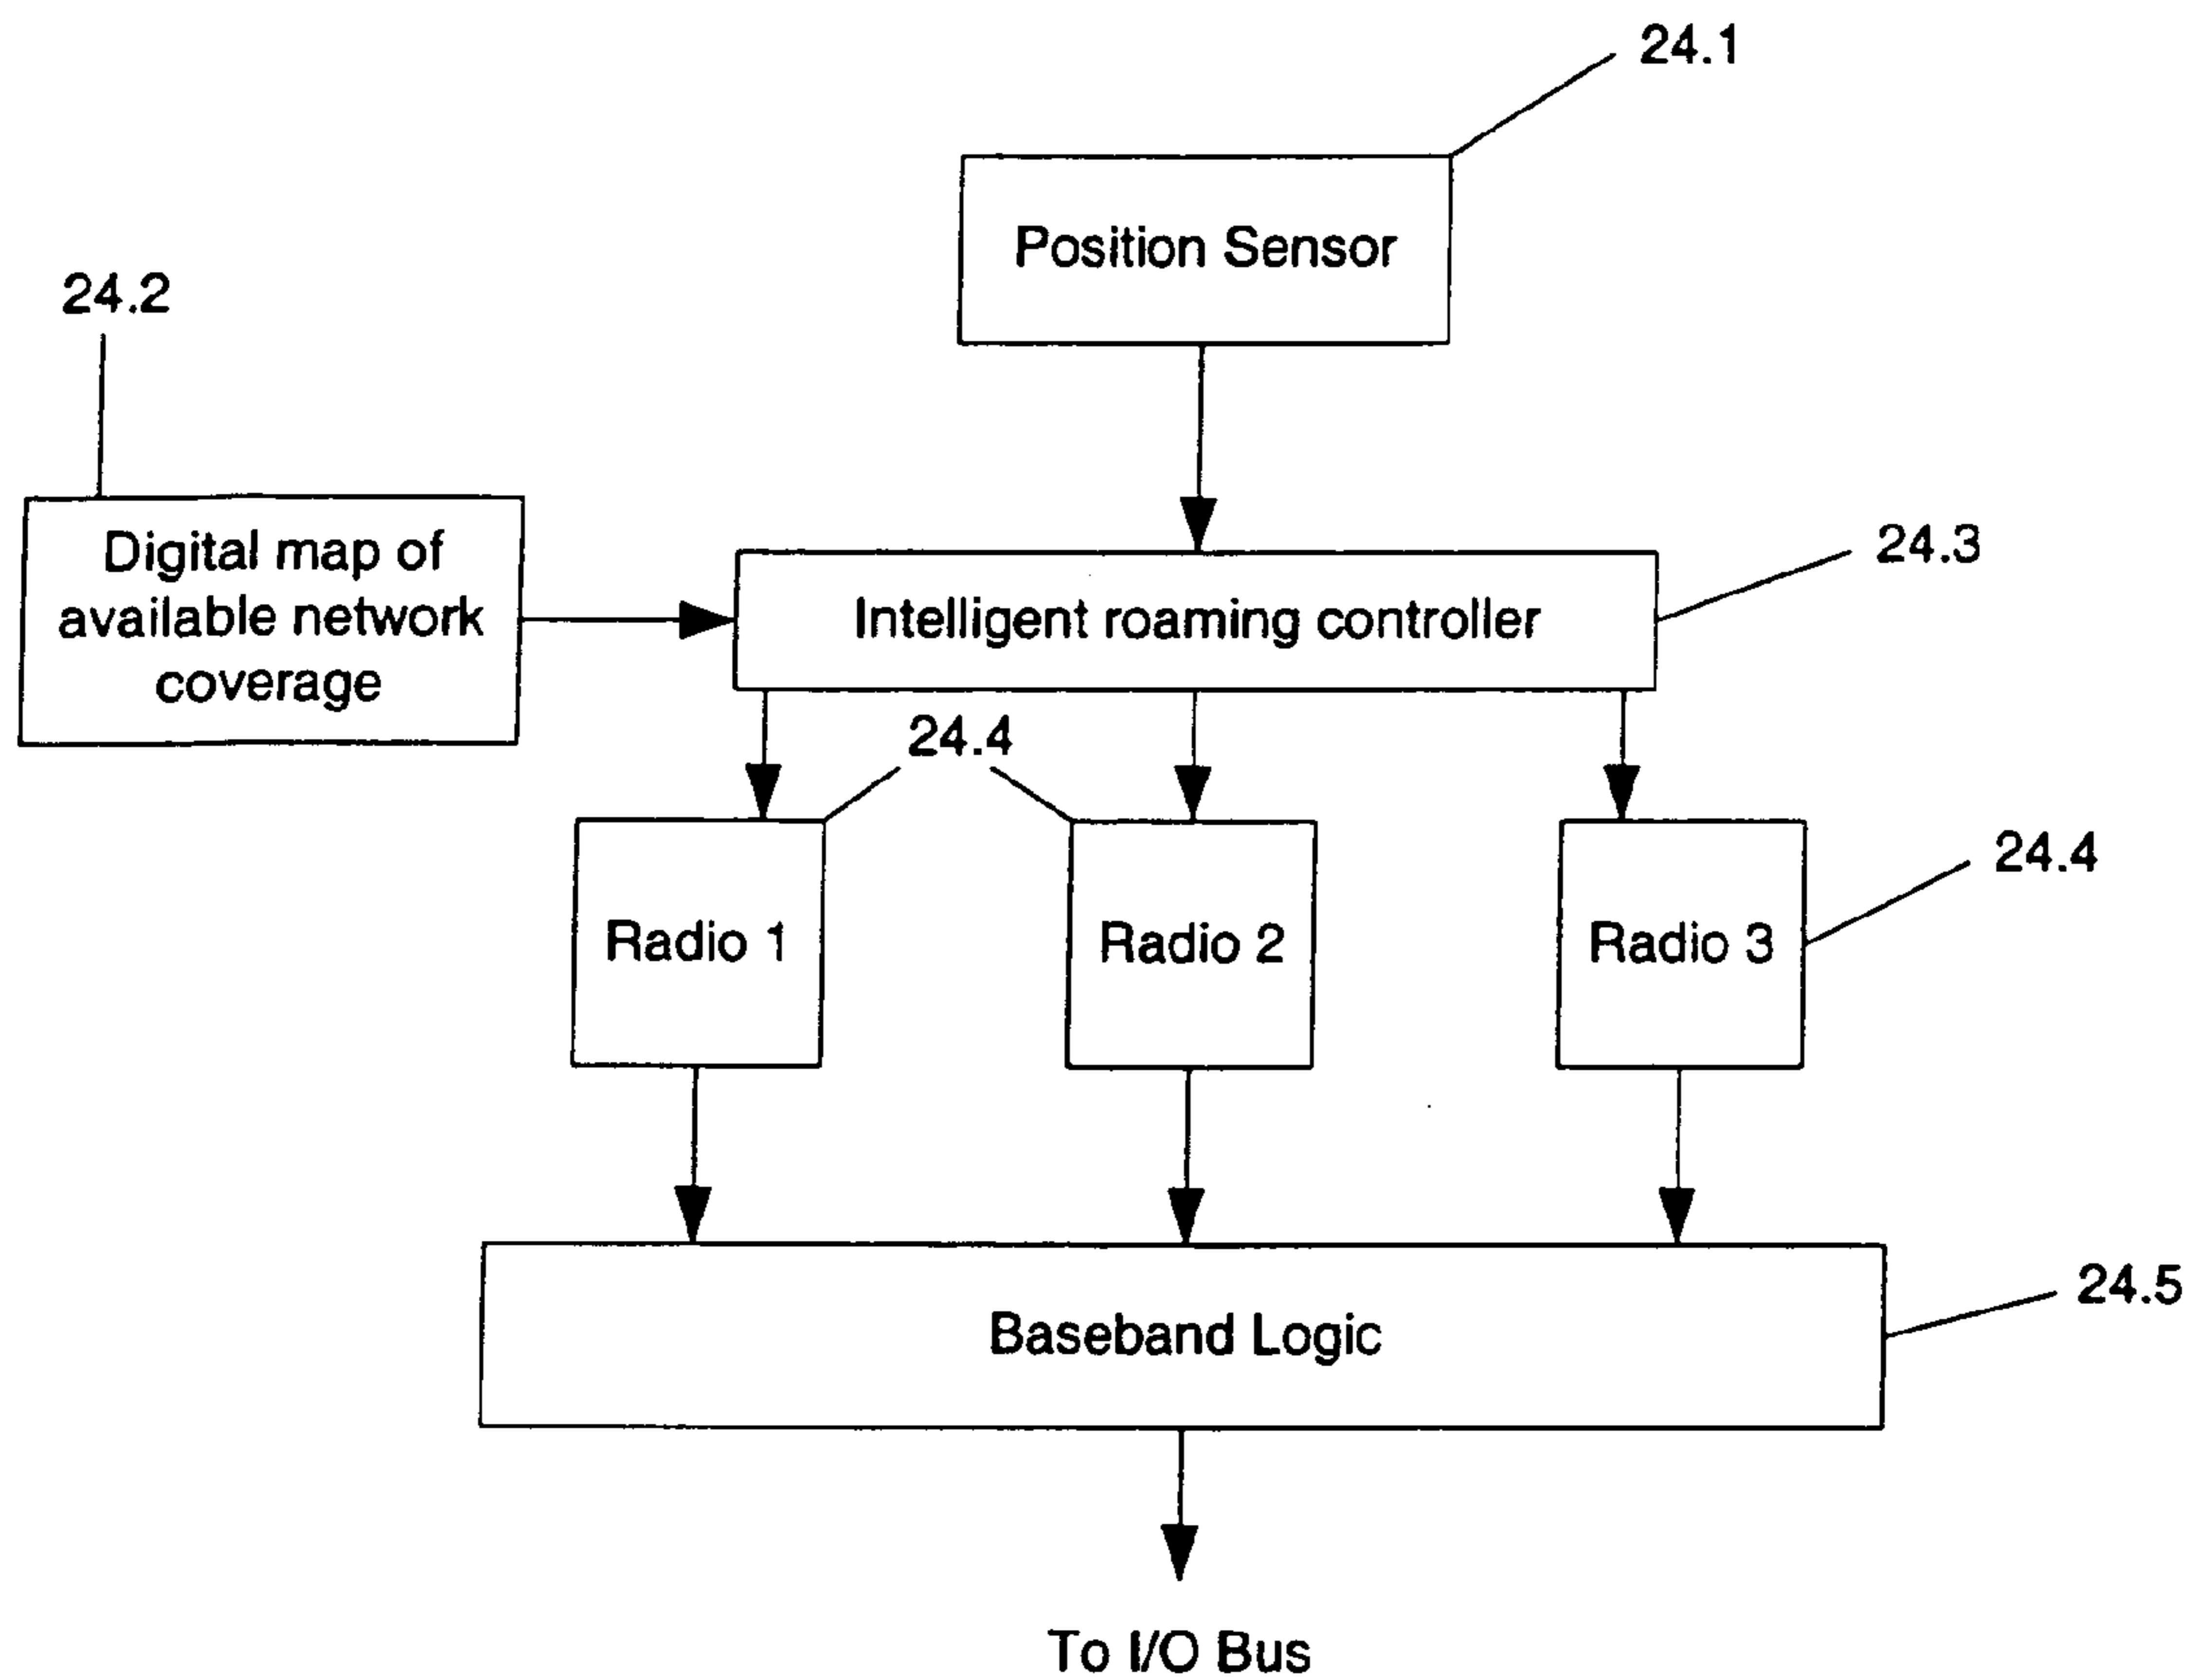 24.1
Position Sensor
24.2
Digital map of
available network
coverage
24.3
Intelligent roaming controller
24.4
Radio 1
Radio 2
Radio 3
24.4
Baseband Logic
24.5
To I/O Bus